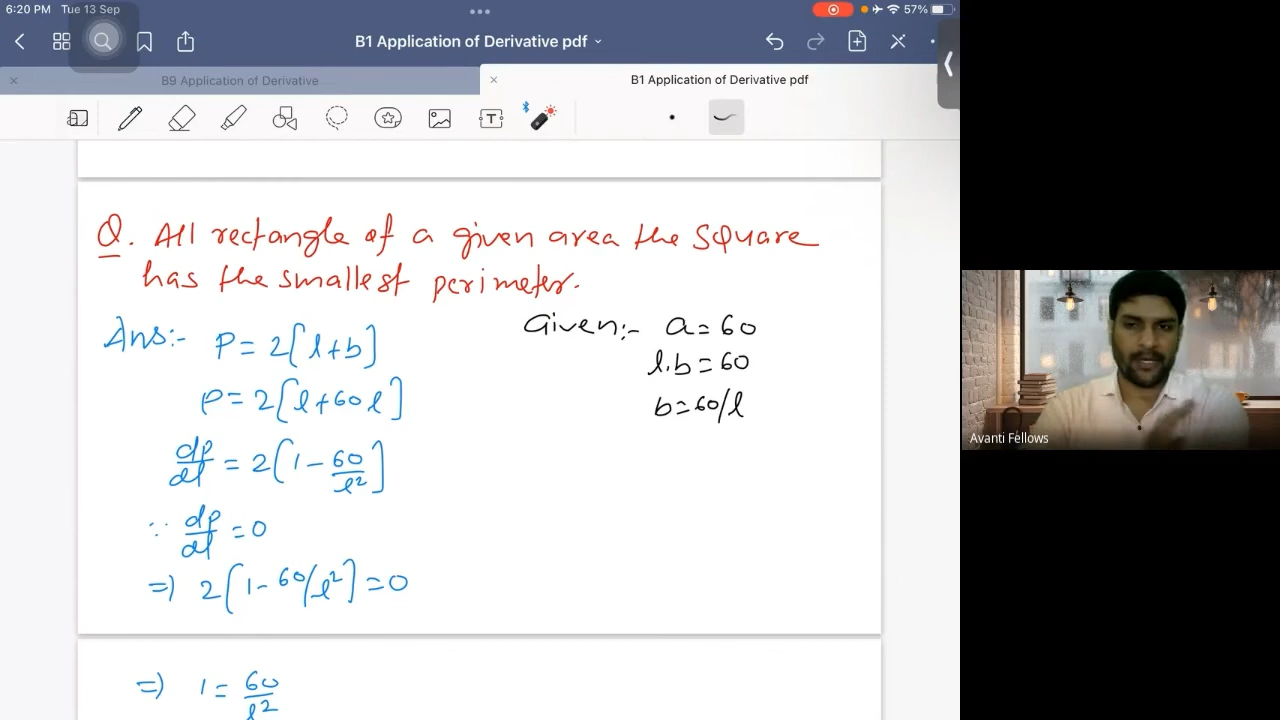 6:20 PM Tue 13 Sep
57%
B1 Application of Derivative pdf
B9 Application of Derivative
B1 Application of Derivative pdf
T
Q. All rectangle of a given area the square
has the smallest perimeter.
Ans:- P = 2[l+b]
P = 2[l+60l]
dp/dl = 2[1 - 60/l²]
∵ dp/dl = 0
=) 2[1 - 60/l²] = 0
=) 1 = 60/l²
Given:- a = 60
l.b = 60
b = 60/l
Avanti Fellows